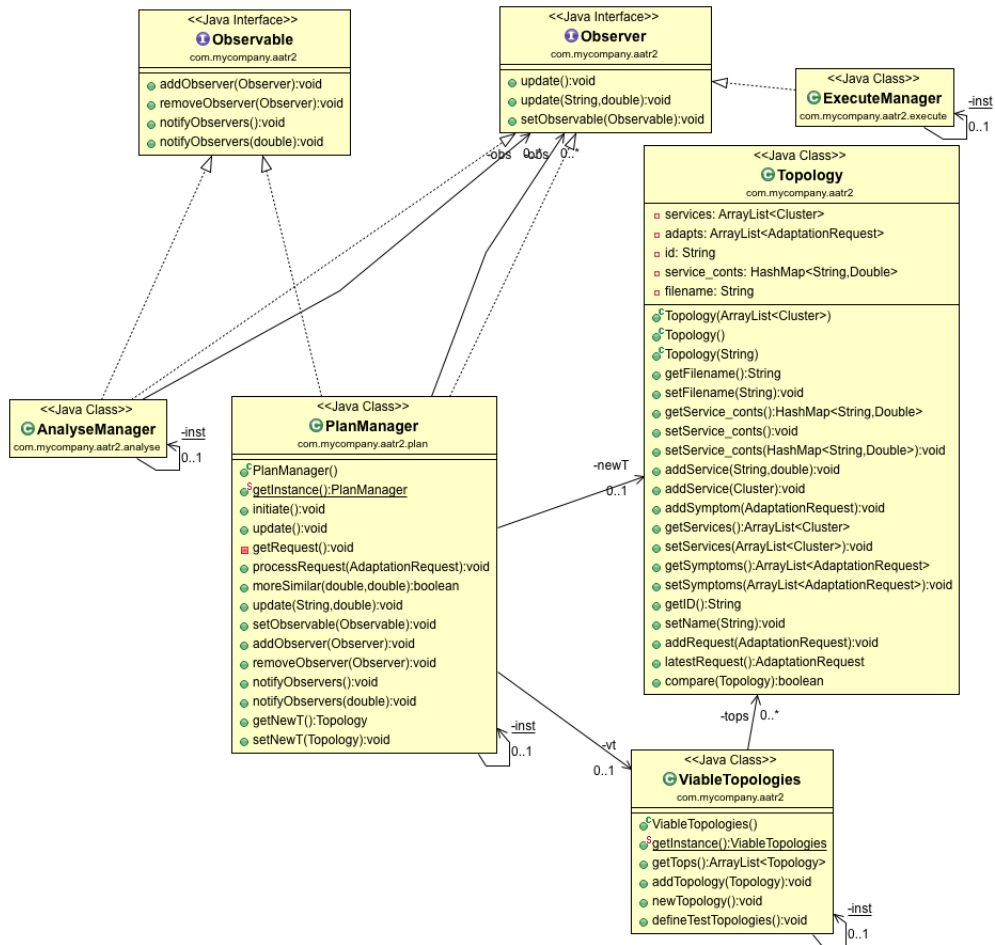 <<Java Interface>>
Observable
com.mycompany.aatr2
addObserver(Observer):void
removeObserver(Observer):void
notifyObservers():void
notifyObservers(double):void
<<Java Interface>>
Observer
com.mycompany.aatr2
update():void
update(String,double):void
setObservable(Observable):void
<<Java Class>>
ExecuteManager
com.mycompany.aatr2.execute
-inst
0..1
-obs
0..*
-obs
0..*
<<Java Class>>
Topology
com.mycompany.aatr2
services: ArrayList<Cluster>
adapts: ArrayList<AdaptationRequest>
id: String
service_conts: HashMap<String,Double>
filename: String
Topology(ArrayList<Cluster>)
Topology()
Topology(String)
getFilename():String
setFilename(String):void
getService_conts():HashMap<String,Double>
setService_conts():void
setService_conts(HashMap<String,Double>):void
addService(String,double):void
addService(Cluster):void
addSymptom(AdaptationRequest):void
getServices():ArrayList<Cluster>
setServices(ArrayList<Cluster>):void
getSymptoms():ArrayList<AdaptationRequest>
setSymptoms(ArrayList<AdaptationRequest>):void
getID():String
setName(String):void
addRequest(AdaptationRequest):void
latestRequest():AdaptationRequest
compare(Topology):boolean
<<Java Class>>
AnalyseManager
com.mycompany.aatr2.analyse
-inst
0..1
<<Java Class>>
PlanManager
com.mycompany.aatr2.plan
PlanManager()
getInstance():PlanManager
initiate():void
update():void
getRequest():void
processRequest(AdaptationRequest):void
moreSimilar(double,double):boolean
update(String,double):void
setObservable(Observable):void
addObserver(Observer):void
removeObserver(Observer):void
notifyObservers():void
notifyObservers(double):void
getNewT():Topology
setNewT(Topology):void
-inst
0..1
-newT
0..1
-vt
0..1
-tops
0..*
<<Java Class>>
ViableTopologies
com.mycompany.aatr2
ViableTopologies()
getInstance():ViableTopologies
getTops():ArrayList<Topology>
addTopology(Topology):void
newTopology():void
defineTestTopologies():void
-inst
0..1